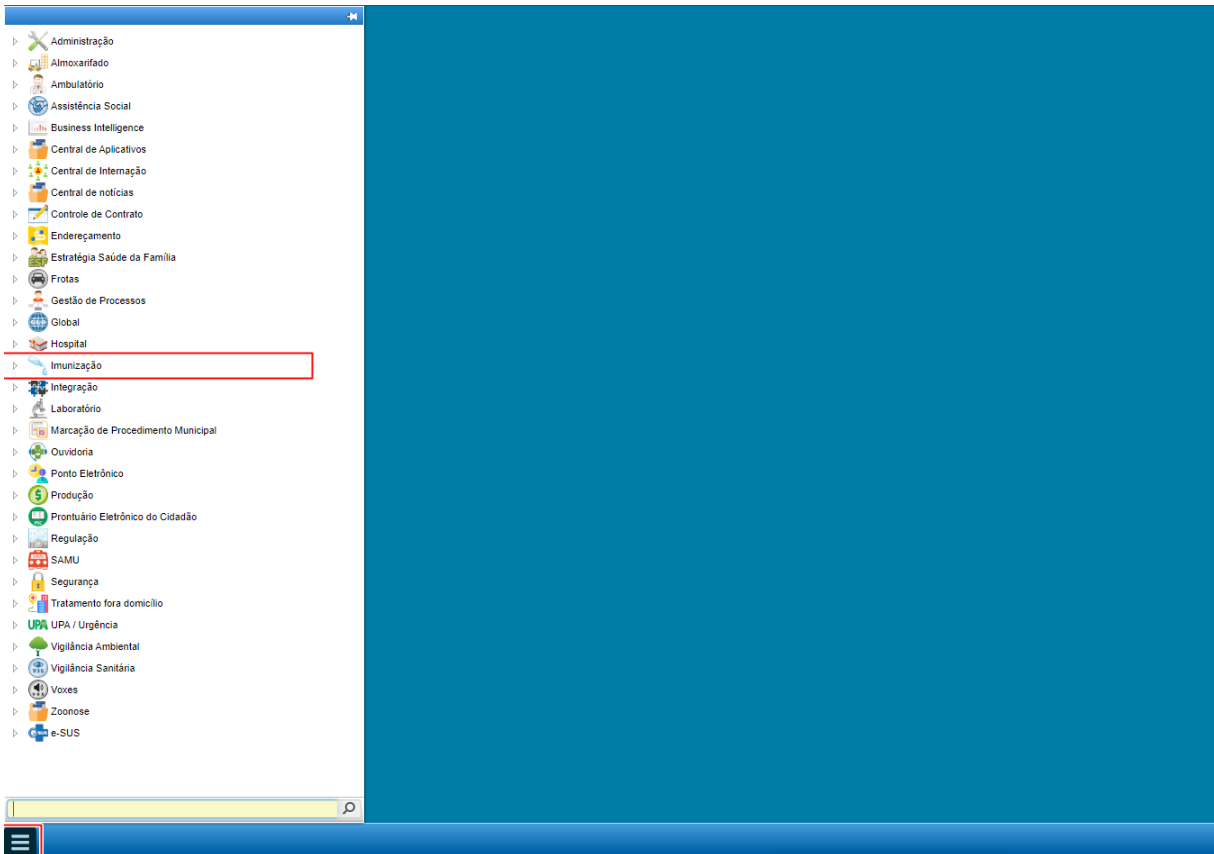 Administração
Almoxarifado
Ambulatório
Assistência Social
Business Intelligence
Central de Aplicativos
Central de Internação
Central de notícias
Controle de Contrato
Endereçamento
ESF Estratégia Saúde da Família
Frotas
Gestão de Processos
Global
Hospital
Imunização
Integração
Laboratório
Marcação de Procedimento Municipal
Ouvidoria
Ponto Eletrônico
Produção
Prontuário Eletrônico do Cidadão
Regulação
SAMU
Segurança
Tratamento fora domicílio
UPA UPA / Urgência
Vigilância Ambiental
Vigilância Sanitária
Voxes
Zoonose
e-SUS